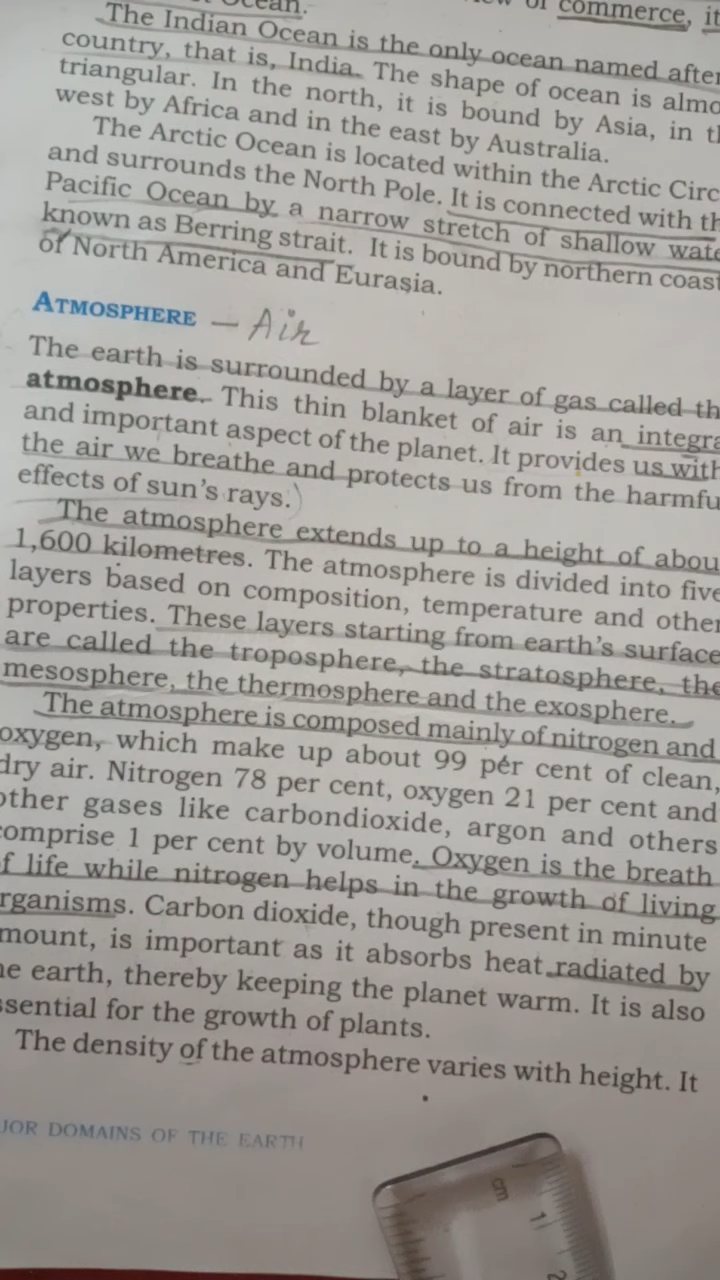 Ocean.
of commerce, it
The Indian Ocean is the only ocean named after
country, that is, India. The shape of ocean is almo
triangular. In the north, it is bound by Asia, in th
west by Africa and in the east by Australia.
The Arctic Ocean is located within the Arctic Circ
and surrounds the North Pole. It is connected with th
Pacific Ocean by a narrow stretch of shallow wate
known as Berring strait. It is bound by northern coast
of North America and Eurasia.
ATMOSPHERE – Air
The earth is surrounded by a layer of gas called th
atmosphere. This thin blanket of air is an integra
and important aspect of the planet. It provides us with
the air we breathe and protects us from the harmfu
effects of sun's rays.
The atmosphere extends up to a height of abou
1,600 kilometres. The atmosphere is divided into five
layers based on composition, temperature and other
properties. These layers starting from earth's surface
are called the troposphere, the stratosphere, the
mesosphere, the thermosphere and the exosphere.
The atmosphere is composed mainly of nitrogen and
oxygen, which make up about 99 per cent of clean,
dry air. Nitrogen 78 per cent, oxygen 21 per cent and
other gases like carbondioxide, argon and others
comprise 1 per cent by volume. Oxygen is the breath
f life while nitrogen helps in the growth of living
rganisms. Carbon dioxide, though present in minute
mount, is important as it absorbs heat radiated by
he earth, thereby keeping the planet warm. It is also
ssential for the growth of plants.
The density of the atmosphere varies with height. It
JOR DOMAINS OF THE EARTH
cm
1
2